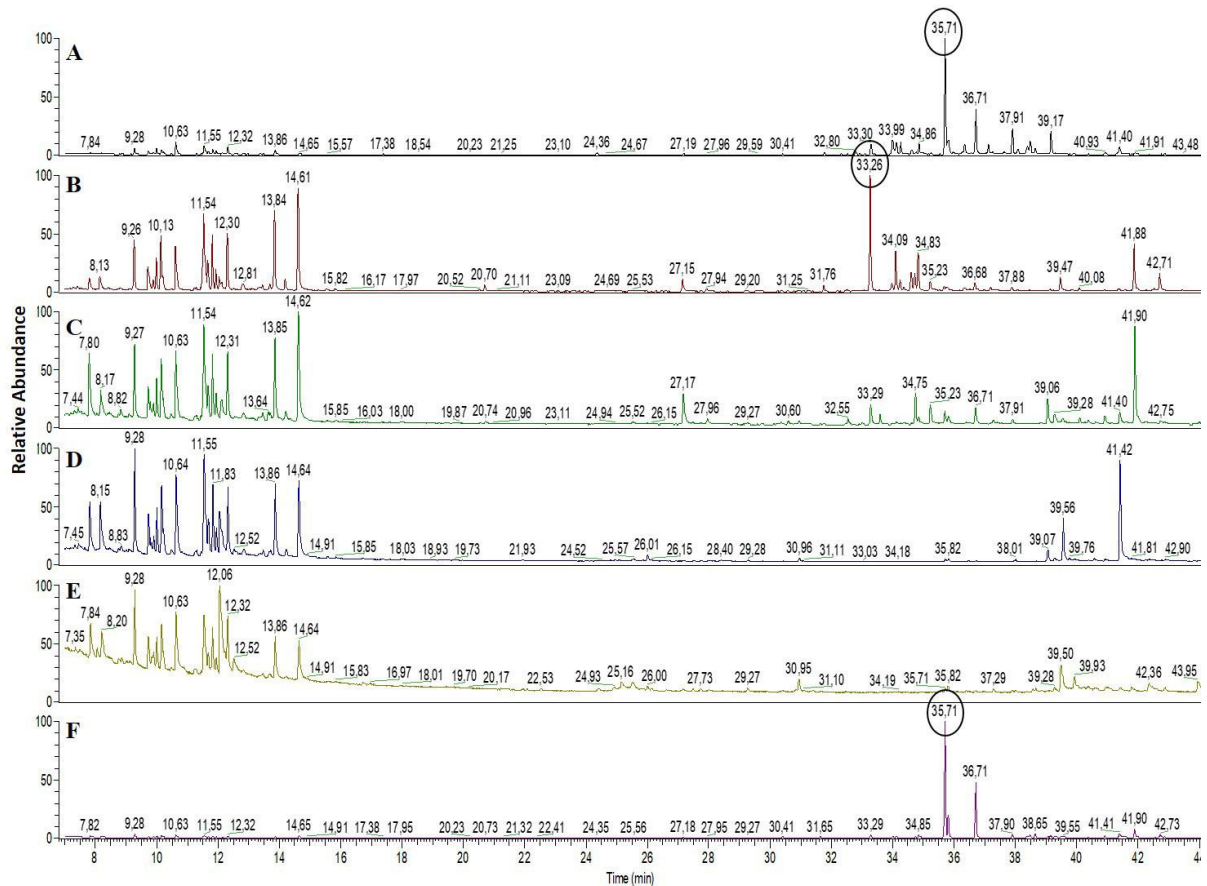 A
100
50
0
7,84 9,28 10,63 11,55 12,32 13,86 14,65 15,57 17,38 18,54 20,23 21,25 23,10 24,36 24,67 27,19 27,96 29,59 30,41 32,80 33,30 33,99 34,86 35,71 36,71 37,91 39,17 40,93 41,40 41,91 43,48
B
100
50
0
8,13 9,26 10,13 11,54 12,30 12,81 13,84 14,61 15,82 16,17 17,97 20,52 20,70 21,11 23,09 24,69 25,53 27,15 27,94 29,20 31,25 31,76 33,26 34,09 34,83 35,23 36,68 37,88 39,47 40,08 41,88 42,71
C
100
50
0
7,44 7,80 8,17 8,82 9,27 10,63 11,54 12,31 13,64 13,85 14,62 15,85 16,03 18,00 19,87 20,74 20,96 23,11 24,94 25,52 26,15 27,17 27,96 29,27 30,60 32,55 33,29 34,75 35,23 36,71 37,91 39,06 39,28 41,40 41,90 42,75
Relative Abundance
D
100
50
0
7,45 8,15 8,83 9,28 10,64 11,55 11,83 12,52 13,86 14,64 14,91 15,85 18,03 18,93 19,73 21,93 24,52 25,57 26,01 26,15 28,40 29,28 30,96 31,11 33,03 34,18 35,82 38,01 39,07 39,56 39,76 41,42 41,81 42,90
E
100
50
0
7,35 7,84 8,20 9,28 10,63 12,06 12,32 12,52 13,86 14,64 14,91 15,83 16,97 18,01 19,70 20,17 22,53 24,93 25,16 26,00 27,73 29,27 30,95 31,10 34,19 35,71 35,82 37,29 39,28 39,50 39,93 42,36 43,95
F
100
50
0
7,82 9,28 10,63 11,55 12,32 14,65 14,91 17,38 17,95 20,23 20,73 21,32 22,41 24,35 25,56 27,18 27,95 29,27 30,41 31,65 33,29 34,85 35,71 36,71 37,90 38,65 39,55 41,41 41,90 42,73
8 10 12 14 16 18 20 22 24 26 28 30 32 34 36 38 40 42 44
Time (min)